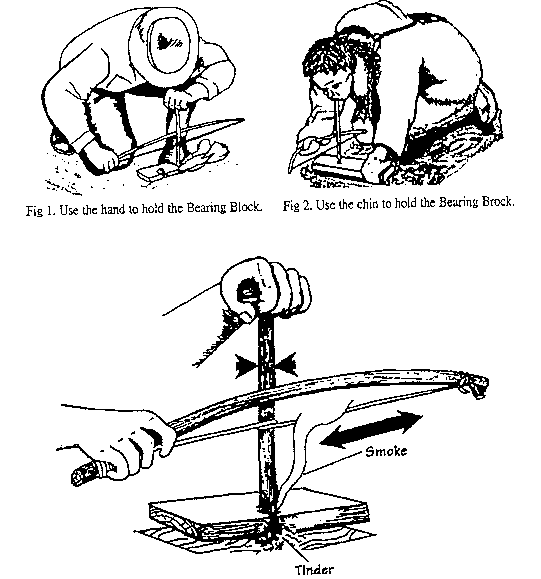 Fig 1. Use the hand to hold the Bearing Block.
Fig 2. Use the chin to hold the Bearing Brock.
Smoke
Tinder